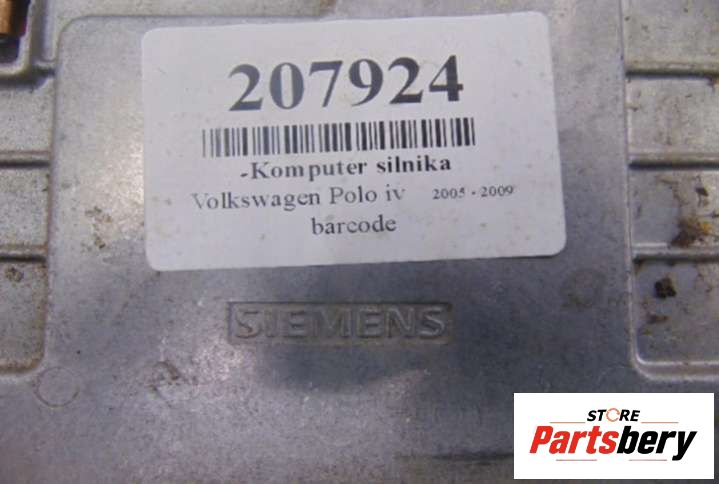 207924
-Komputer silnika
Volkswagen Polo iv 2005 - 2009
barcode
SIEMENS
STORE
Partsbery